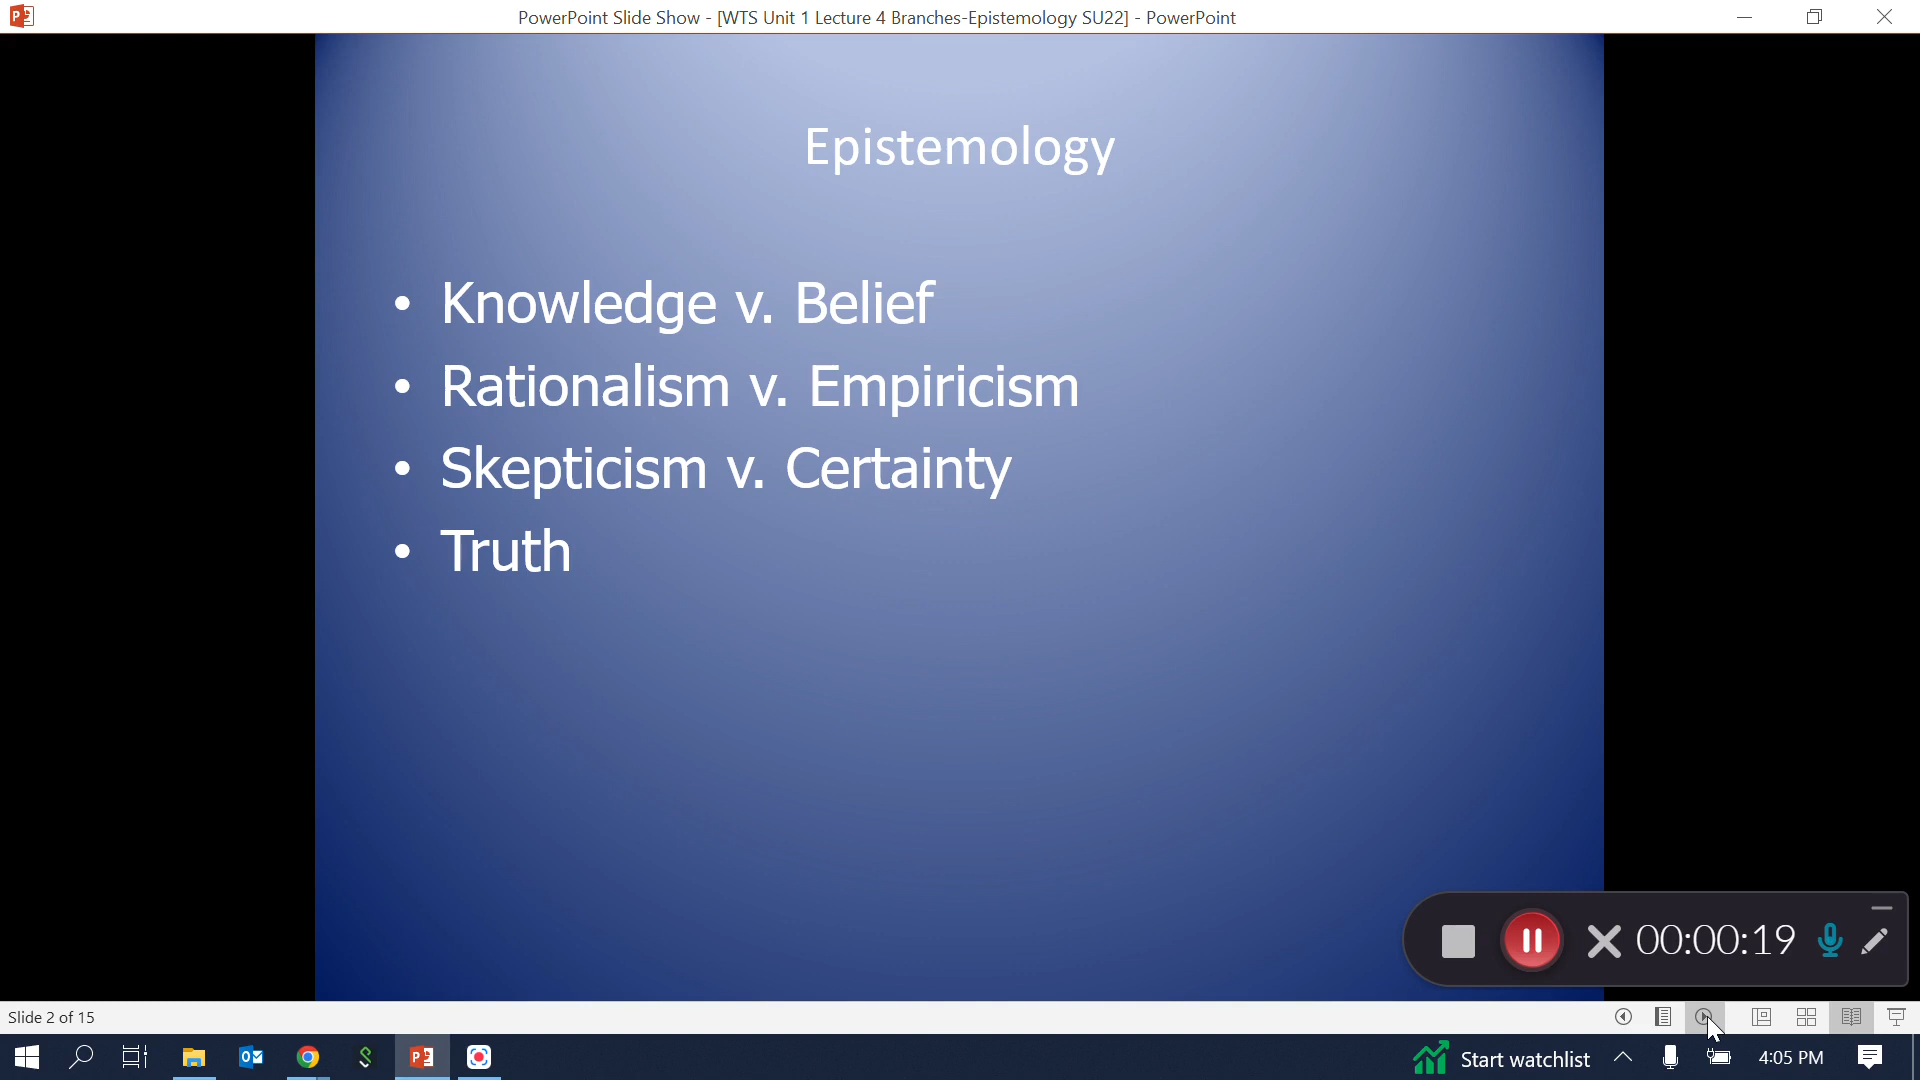 PowerPoint Slide Show - [WTS Unit 1 Lecture 4 Branches-Epistemology SU22] - PowerPoint
Epistemology
• Knowledge v. Belief
• Rationalism v. Empiricism
• Skepticism v. Certainty
• Truth
00:00:19
Slide 2 of 15
Start watchlist
4:05 PM